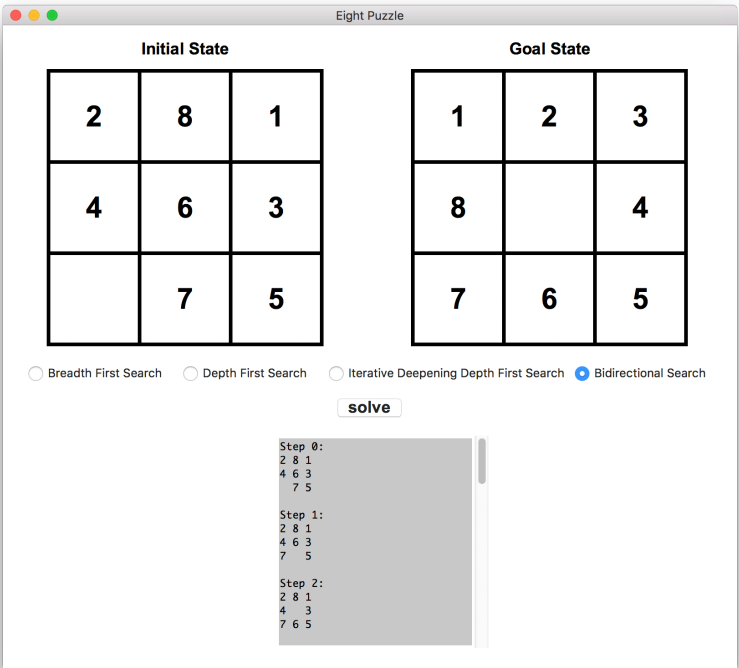 Eight Puzzle
Initial State
Goal State
2 8 1
1 2 3
4 6 3
8 4
7 5
7 6 5
Breadth First Search
Depth First Search
Iterative Deepening Depth First Search
Bidirectional Search
solve
Step 0:
2 8 1
4 6 3
7 5
Step 1:
2 8 1
4 6 3
7 5
Step 2:
2 8 1
4 3
7 6 5